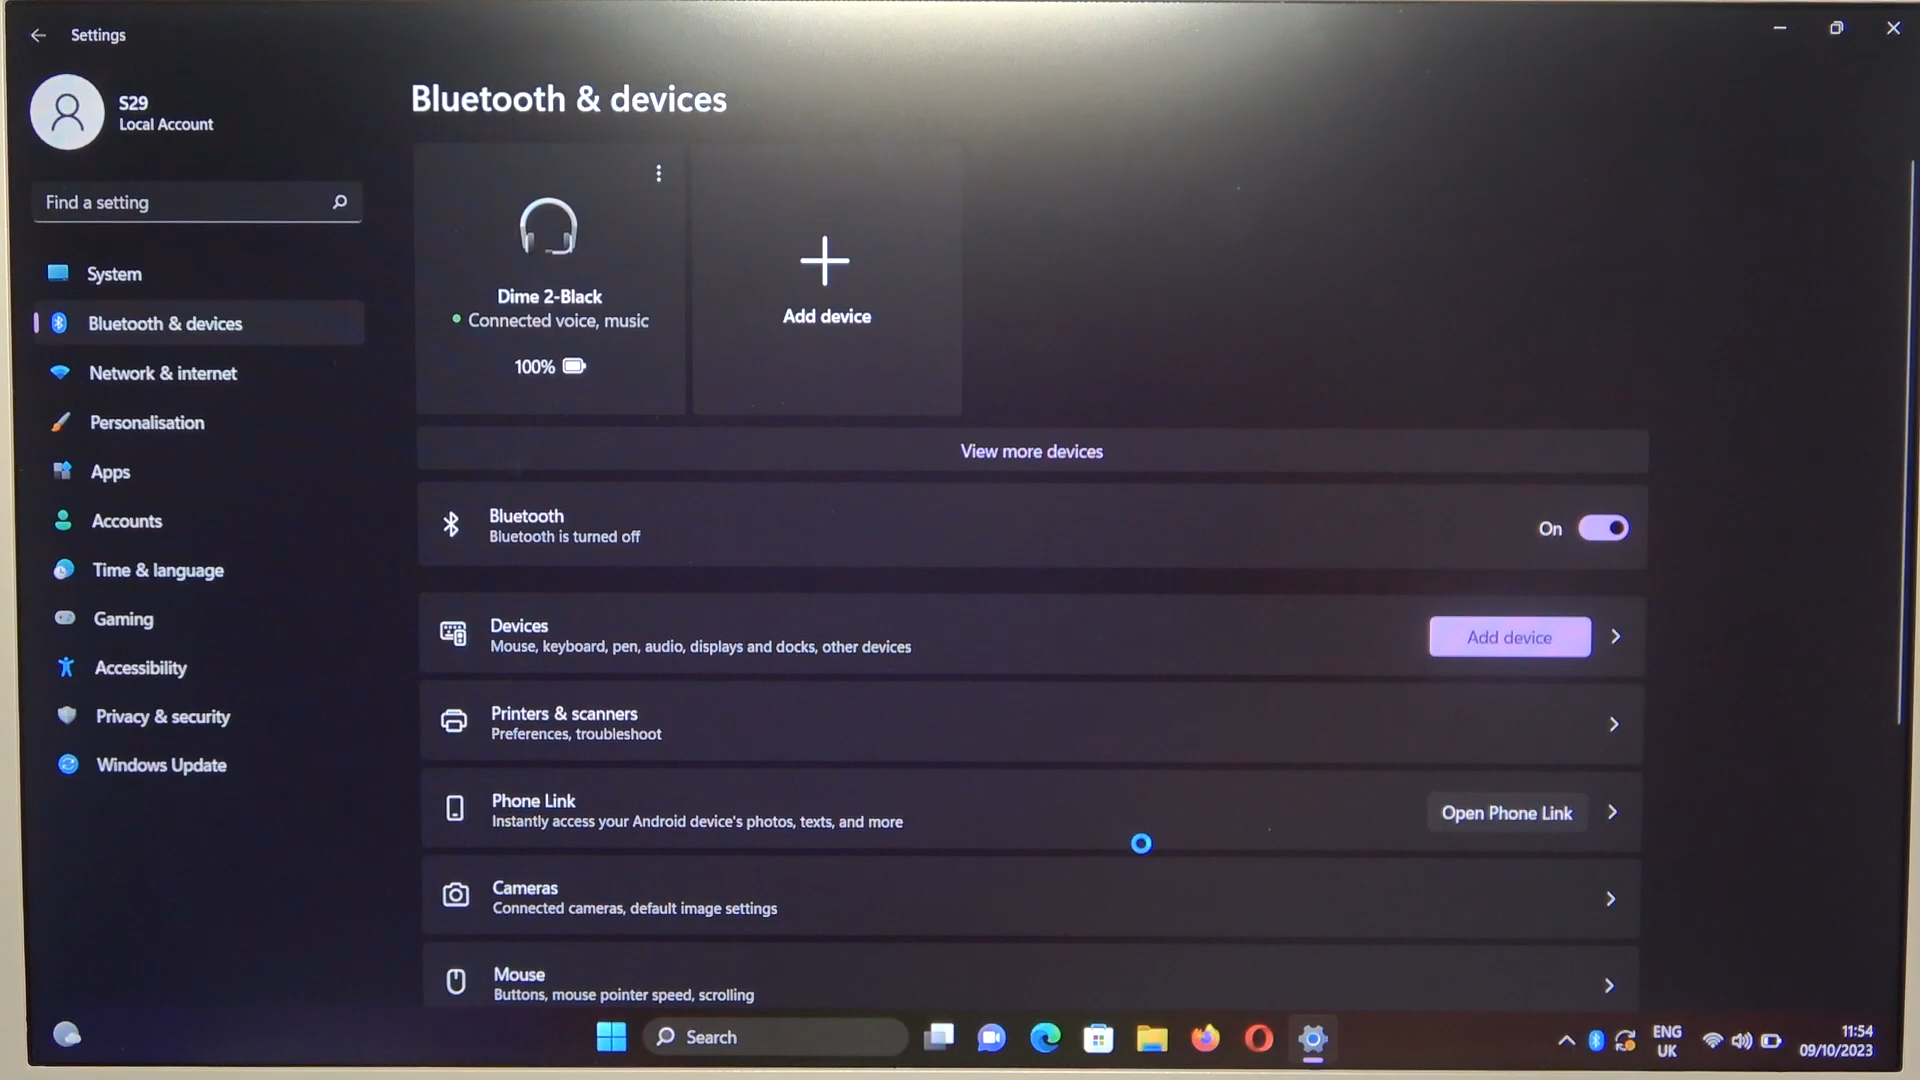 Settings
S29
Local Account
Find a setting
System
Bluetooth & devices
Network & internet
Personalisation
Apps
Accounts
Time & language
Gaming
Accessibility
Privacy & security
Windows Update
Bluetooth & devices
Dime 2-Black
Connected voice, music
100%
Add device
View more devices
Bluetooth
Bluetooth is turned off
On
Devices
Mouse, keyboard, pen, audio, displays and docks, other devices
Add device
Printers & scanners
Preferences, troubleshoot
Phone Link
Instantly access your Android device's photos, texts, and more
Open Phone Link
Cameras
Connected cameras, default image settings
Mouse
Buttons, mouse pointer speed, scrolling
Search
ENG
UK
11:54
09/10/2023